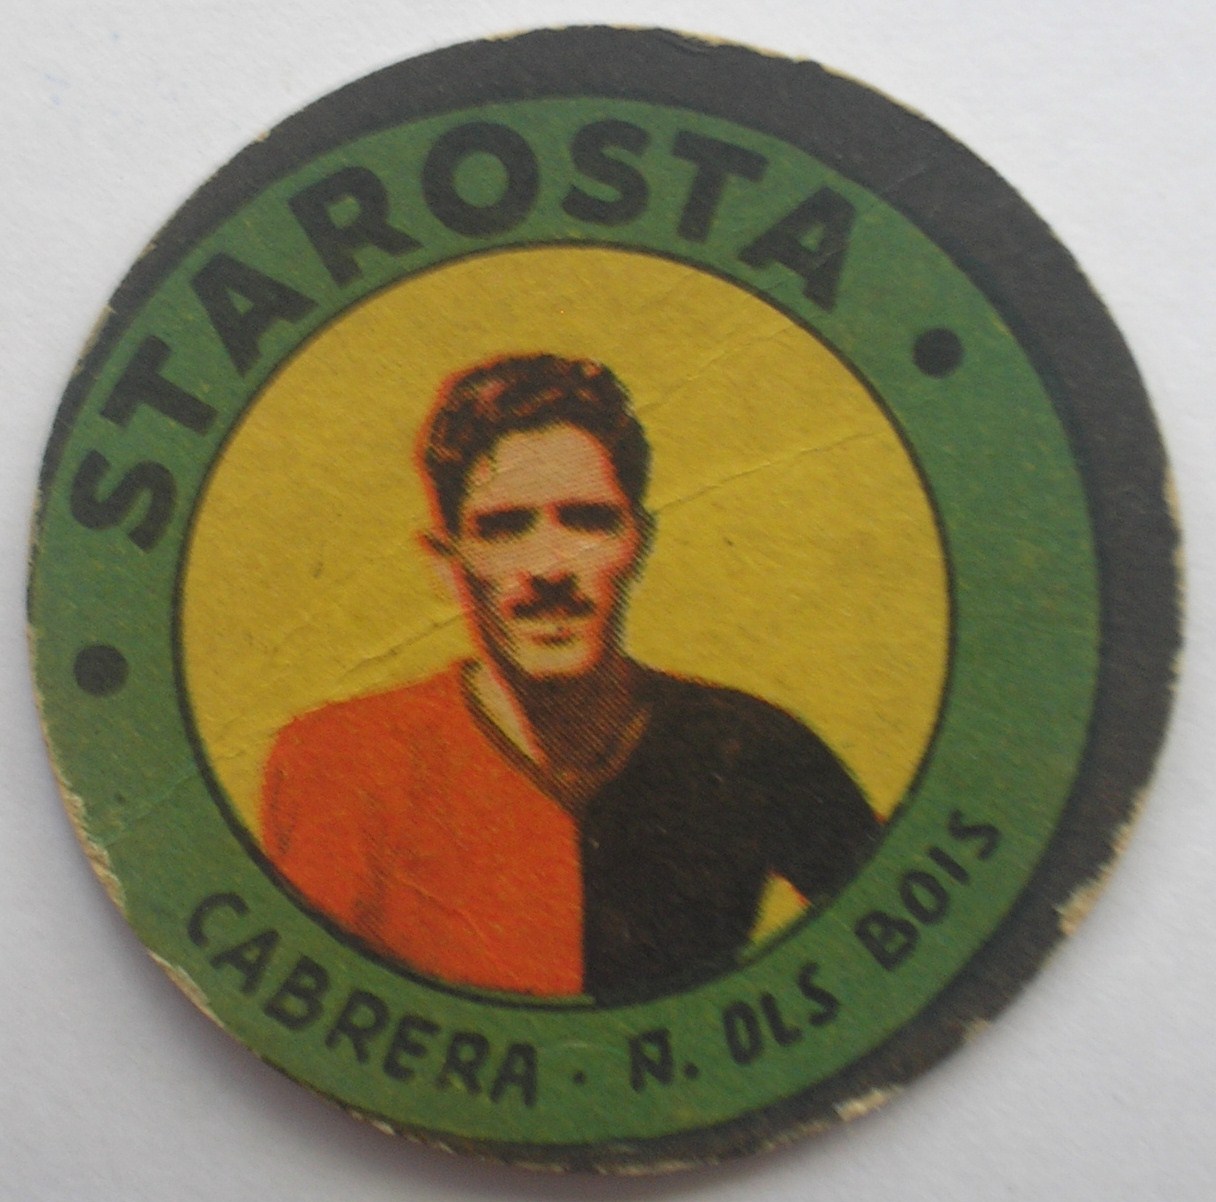 STAROSTA
CABRERA · N. OLS BOIS